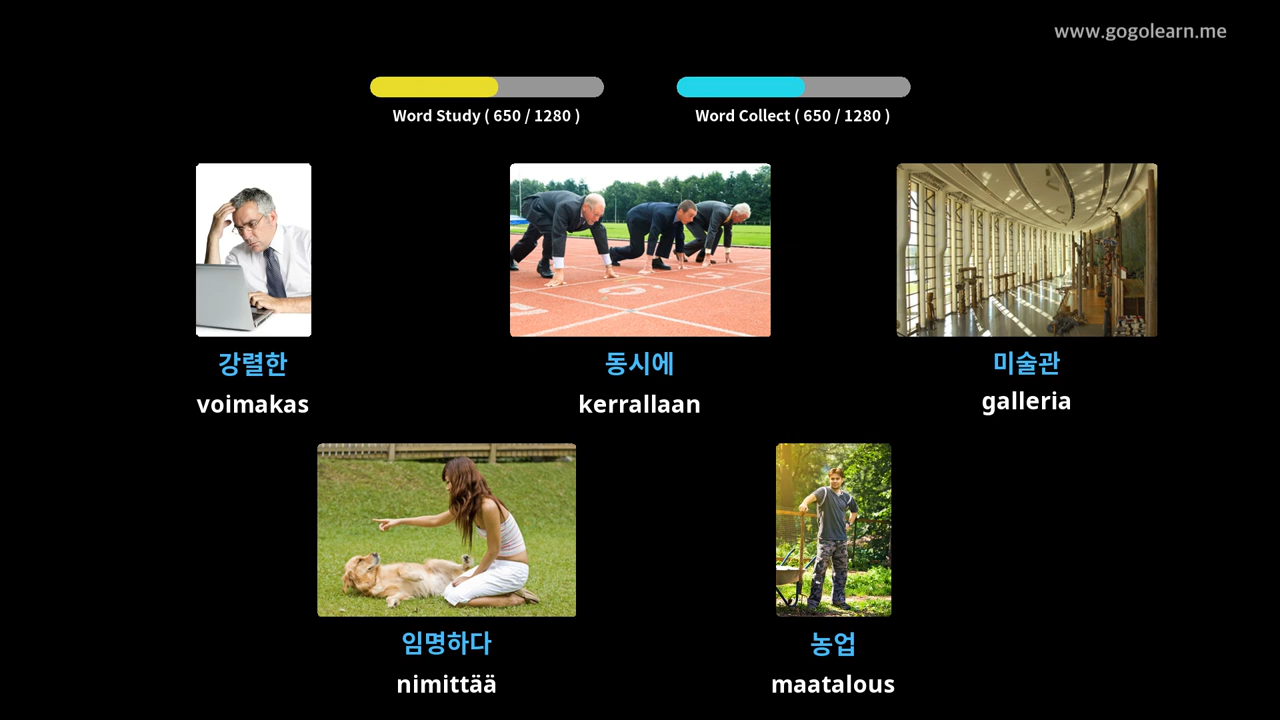 www.gogolearn.me
Word Study ( 650 / 1280 )
Word Collect ( 650 / 1280 )
강렬한
voimakas
동시에
kerrallaan
미술관
galleria
임명하다
nimittää
농업
maatalous